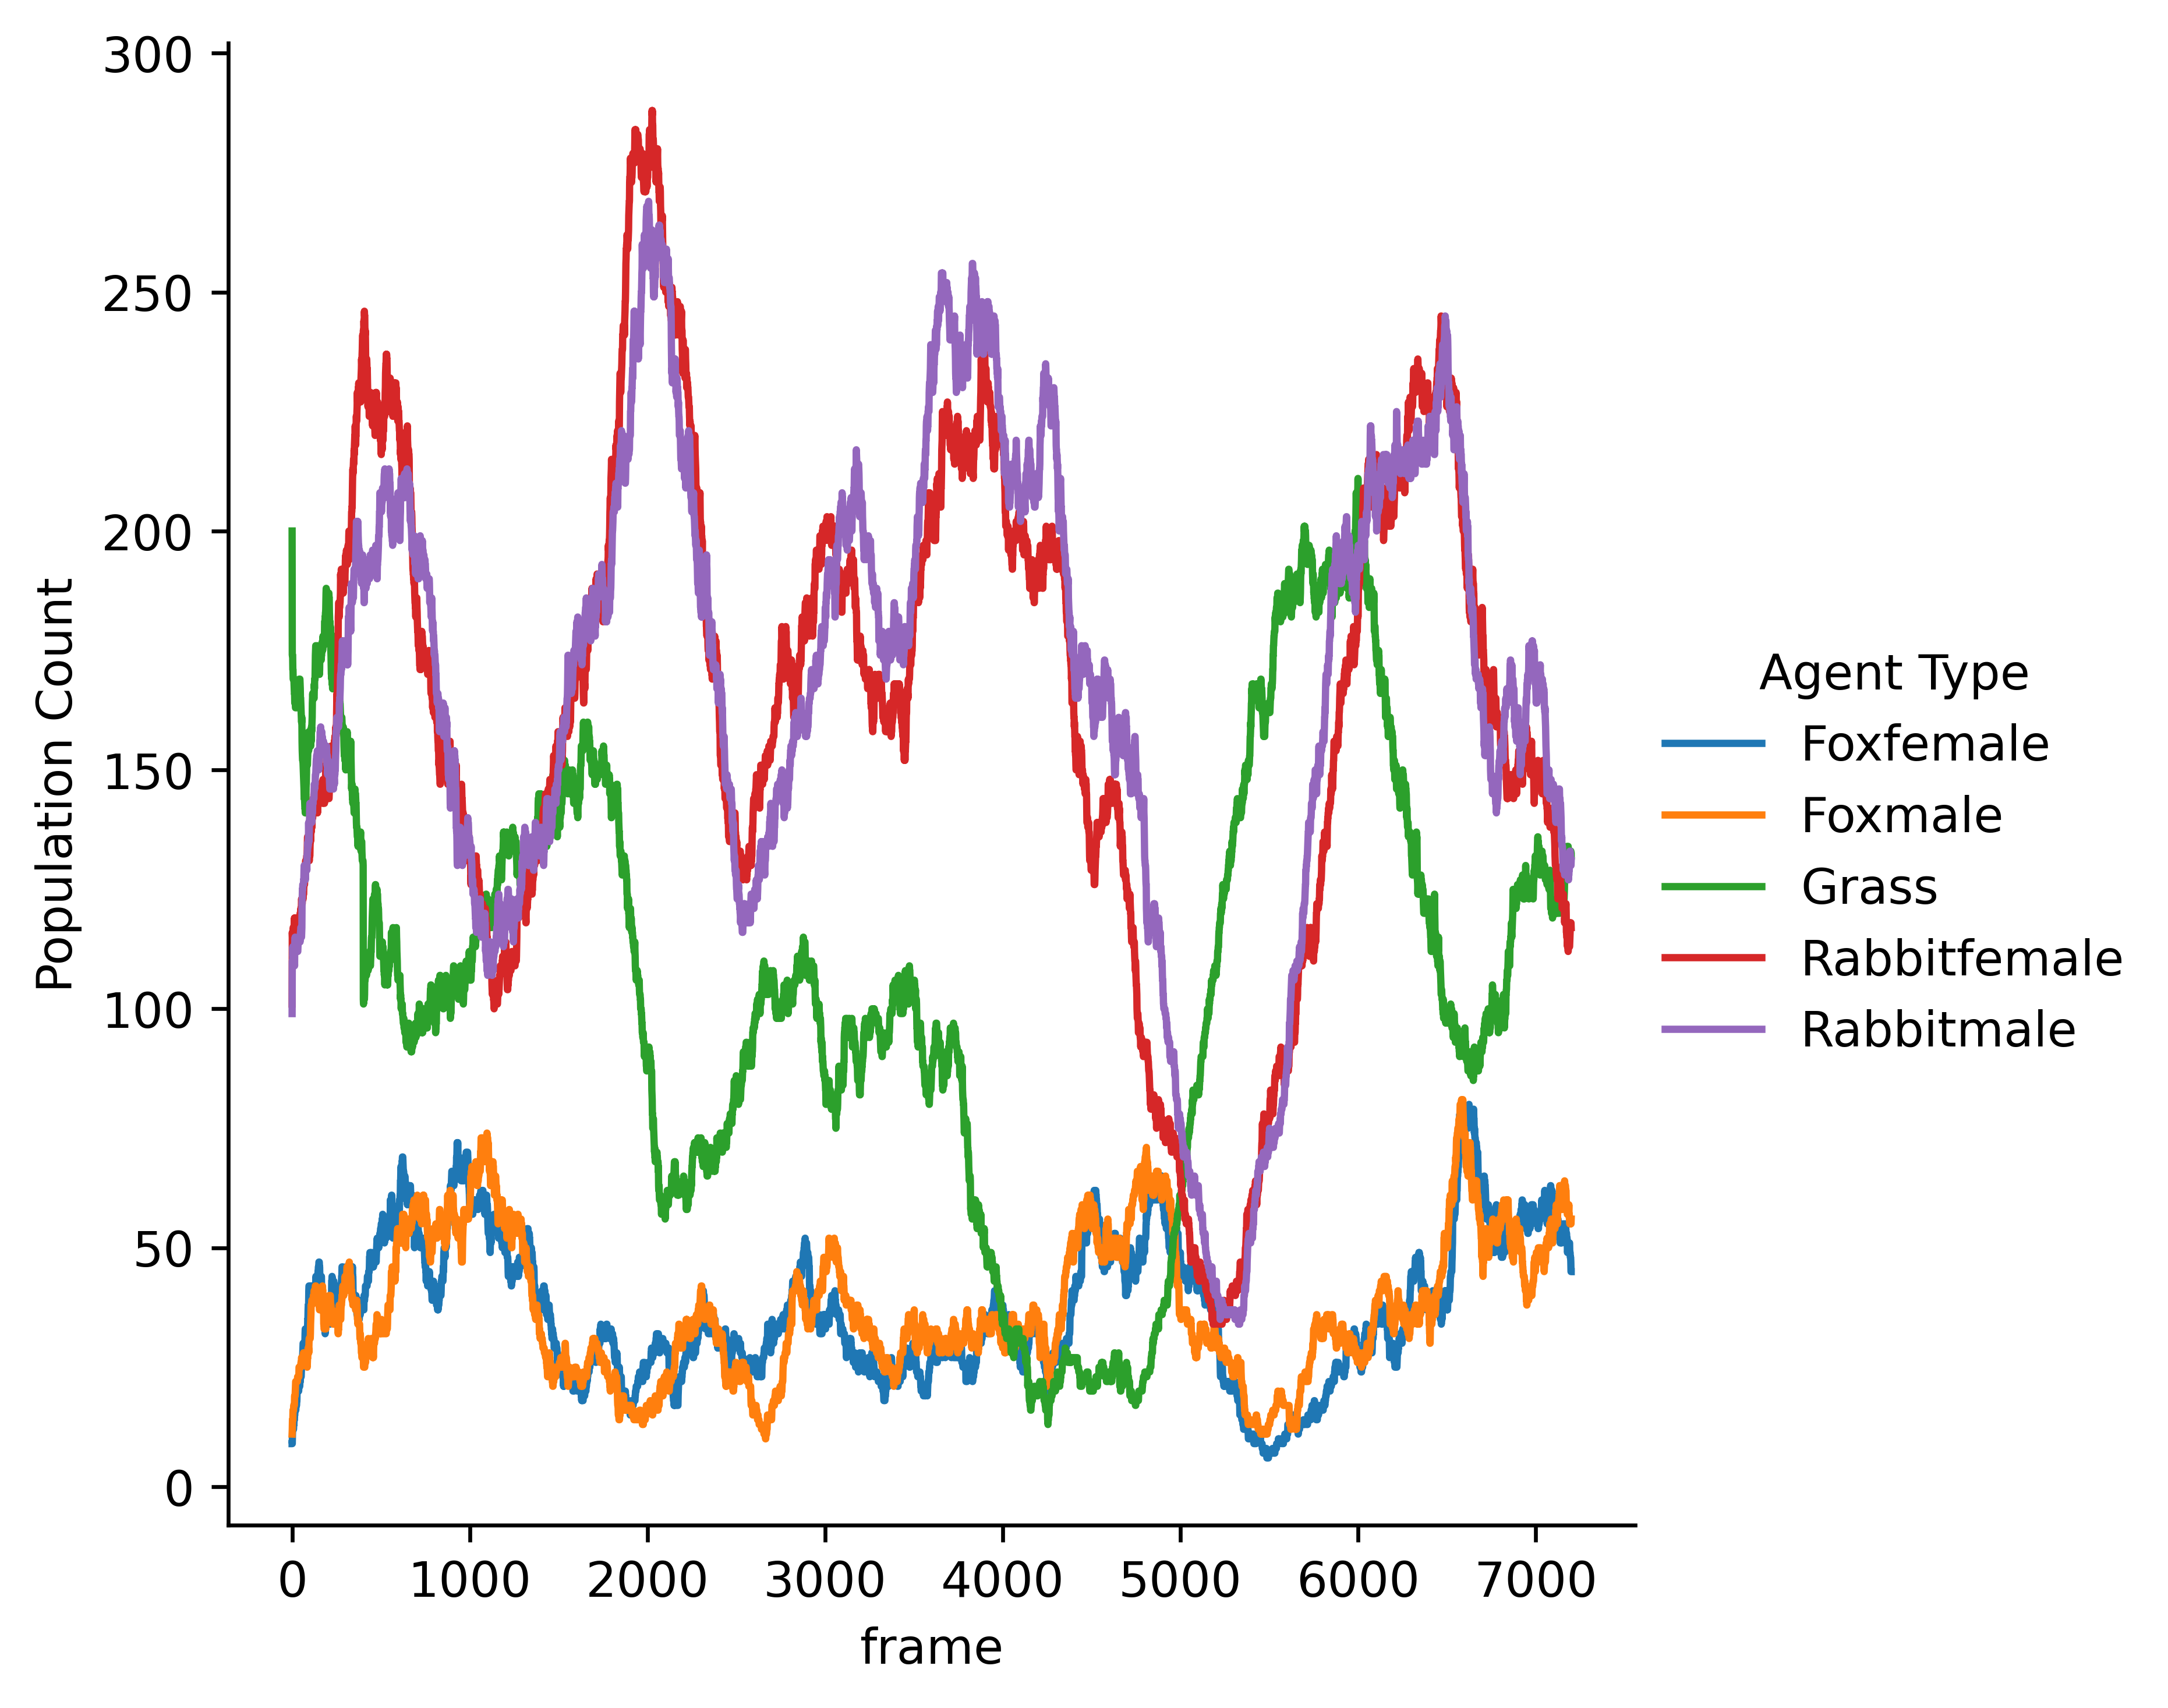 300
250
200
150
100
50
0
Population Count
0 1000 2000 3000 4000 5000 6000 7000
frame
Agent Type
Foxfemale
Foxmale
Grass
Rabbitfemale
Rabbitmale